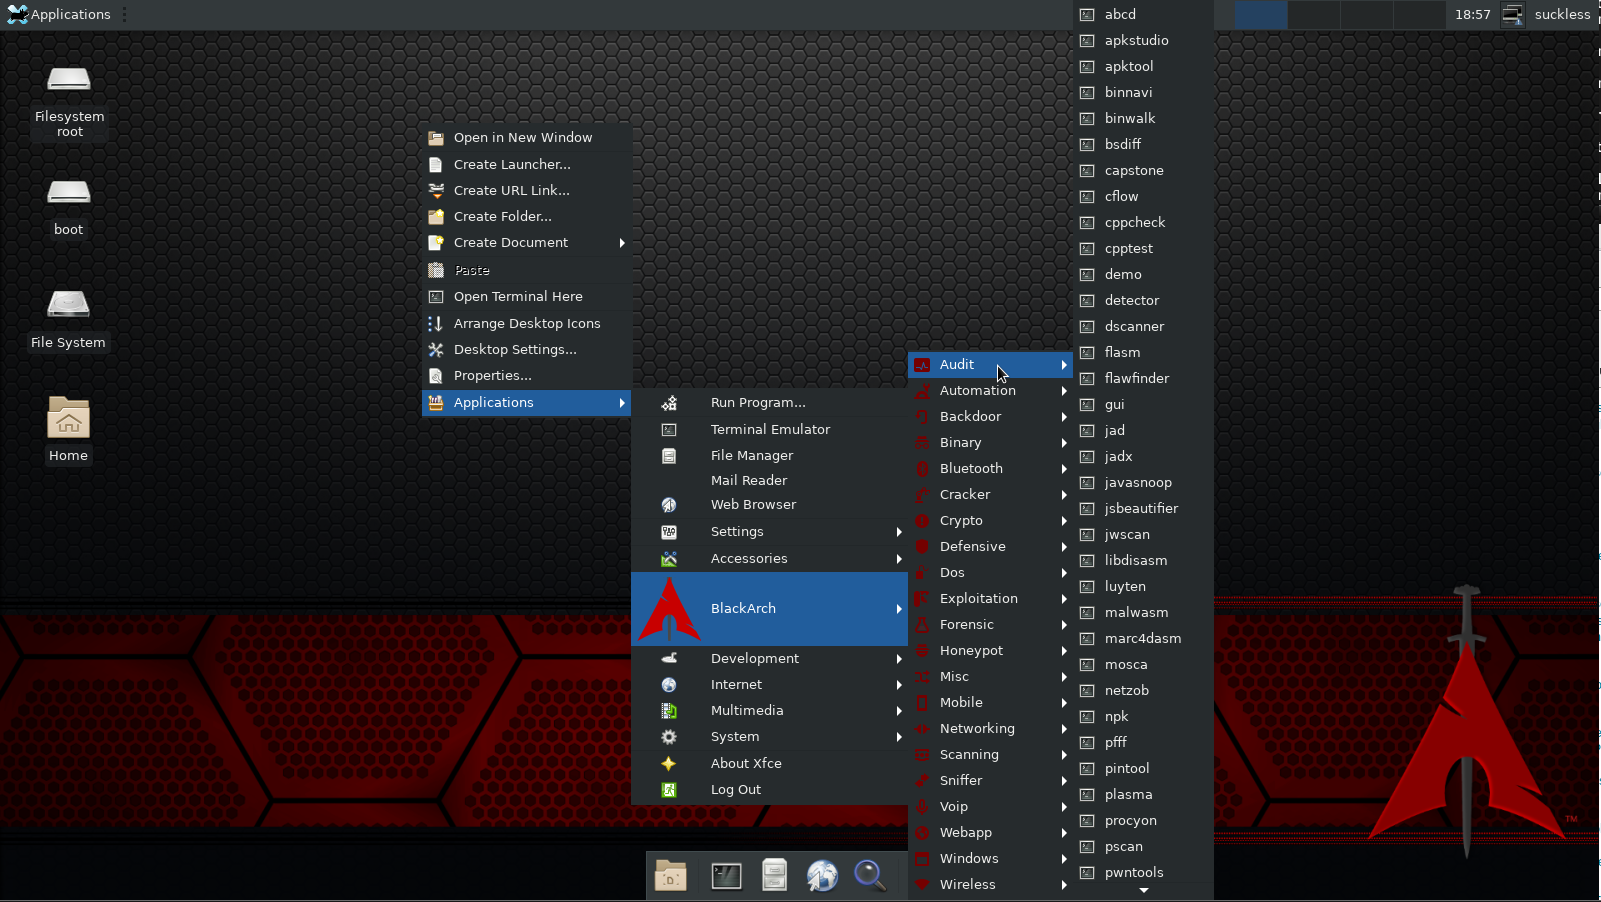 Applications
18:57
suckless
Filesystem
root
boot
File System
Home
Open in New Window
Create Launcher...
Create URL Link...
Create Folder...
Create Document
Paste
Open Terminal Here
Arrange Desktop Icons
Desktop Settings...
Properties...
Applications
Run Program...
Terminal Emulator
File Manager
Mail Reader
Web Browser
Settings
Accessories
BlackArch
Development
Internet
Multimedia
System
About Xfce
Log Out
Audit
Automation
Backdoor
Binary
Bluetooth
Cracker
Crypto
Defensive
Dos
Exploitation
Forensic
Honeypot
Misc
Mobile
Networking
Scanning
Sniffer
Voip
Webapp
Windows
Wireless
abcd
apkstudio
apktool
binnavi
binwalk
bsdiff
capstone
cflow
cppcheck
cpptest
demo
detector
dscanner
flasm
flawfinder
gui
jad
jadx
javasnoop
jsbeautifier
jwscan
libdisasm
luyten
malwasm
marc4dasm
mosca
netzob
npk
pfff
pintool
plasma
procyon
pscan
pwntools
TM